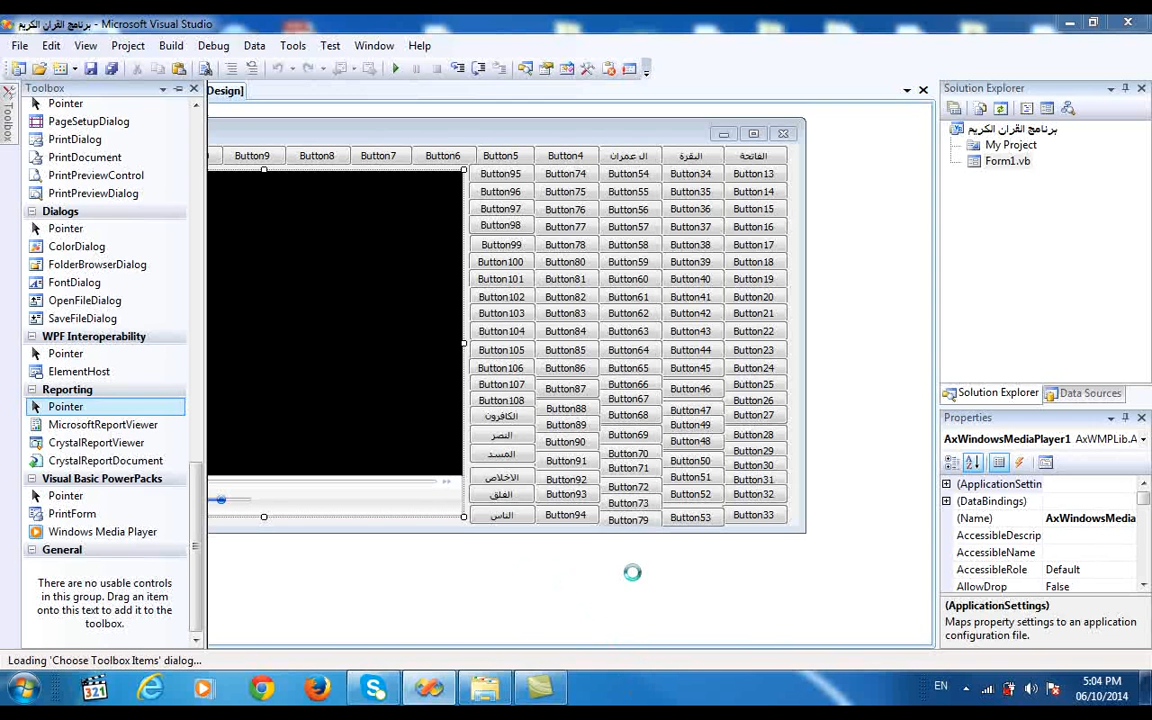 برنامج القران الكريم - Microsoft Visual Studio
File Edit View Project Build Debug Data Tools Test Window Help
Toolbox
Design]
Solution Explorer
Toolbox
Pointer
PageSetupDialog
PrintDialog
PrintDocument
PrintPreviewControl
PrintPreviewDialog
Dialogs
Pointer
ColorDialog
FolderBrowserDialog
FontDialog
OpenFileDialog
SaveFileDialog
WPF Interoperability
Pointer
ElementHost
Reporting
Pointer
MicrosoftReportViewer
CrystalReportViewer
CrystalReportDocument
Visual Basic PowerPacks
Pointer
PrintForm
Windows Media Player
General
There are no usable controls
in this group. Drag an item
onto this text to add it to the
toolbox.
Button9 Button8 Button7 Button6 Button5 Button4 ال عمران البقرة الفاتحة
Button95 Button74 Button54 Button34 Button13
Button96 Button75 Button55 Button35 Button14
Button97 Button76 Button56 Button36 Button15
Button98 Button77 Button57 Button37 Button16
Button99 Button78 Button58 Button38 Button17
Button100 Button80 Button59 Button39 Button18
Button101 Button81 Button60 Button40 Button19
Button102 Button82 Button61 Button41 Button20
Button103 Button83 Button62 Button42 Button21
Button104 Button84 Button63 Button43 Button22
Button105 Button85 Button64 Button44 Button23
Button106 Button86 Button65 Button45 Button24
Button107 Button87 Button66 Button46 Button25
Button108 Button88 Button67 Button47 Button26
الكافرون Button89 Button68 Button49 Button27
النصر Button90 Button69 Button48 Button28
المسد Button91 Button70 Button50 Button29
الاخلاص Button92 Button71 Button51 Button30
الفلق Button93 Button72 Button52 Button31
الناس Button94 Button73 Button53 Button32
Button79 Button33
برنامج القران الكريم
My Project
Form1.vb
Solution Explorer Data Sources
Properties
AxWindowsMediaPlayer1 AxWMPLib.A
(ApplicationSettin
(DataBindings)
(Name) AxWindowsMedia
AccessibleDescrip
AccessibleName
AccessibleRole Default
AllowDrop False
(ApplicationSettings)
Maps property settings to an application
configuration file.
Loading 'Choose Toolbox Items' dialog...
321
EN
5:04 PM
06/10/2014